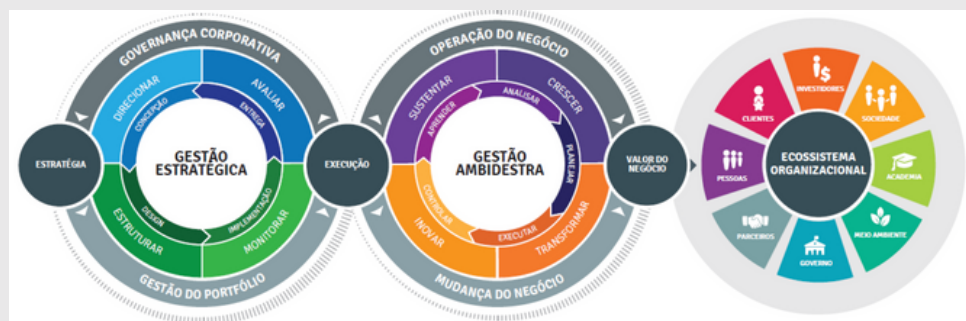 GOVERNANÇA CORPORATIVA
DIRECIONAR
AVALIAR
CONCEPÇÃO
ENTREGA
ESTRATÉGIA
GESTÃO
ESTRATÉGICA
DESIGN
IMPLEMENTAÇÃO
ESTRUTURAR
MONITORAR
GESTÃO DO PORTFÓLIO
EXECUÇÃO
OPERAÇÃO DO NEGÓCIO
SUSTENTAR
CRESCER
APRENDER
ANALISAR
GESTÃO
AMBIDESTRA
PLANEJAR
CONTROLAR
EXECUTAR
INOVAR
TRANSFORMAR
MUDANÇA DO NEGÓCIO
VALOR DO
NEGÓCIO
INVESTIDORES
CLIENTES
SOCIEDADE
PESSOAS
ECOSSISTEMA
ORGANIZACIONAL
ACADEMIA
PARCEIROS
MEIO AMBIENTE
GOVERNO